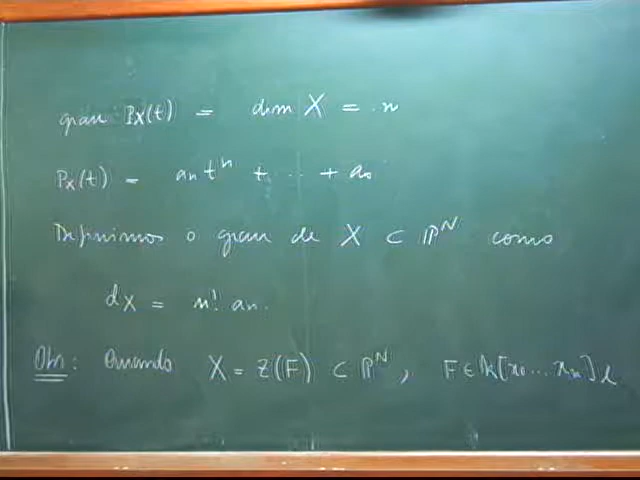 grau Px(t) = dim X = n
Px(t) = an t^n + ... + a0
Definimos o grau de X ⊂ P^N como
dx = n! an.
Obs: Quando X = Z(F) ⊂ P^N, F ∈ k[x0...xn]l